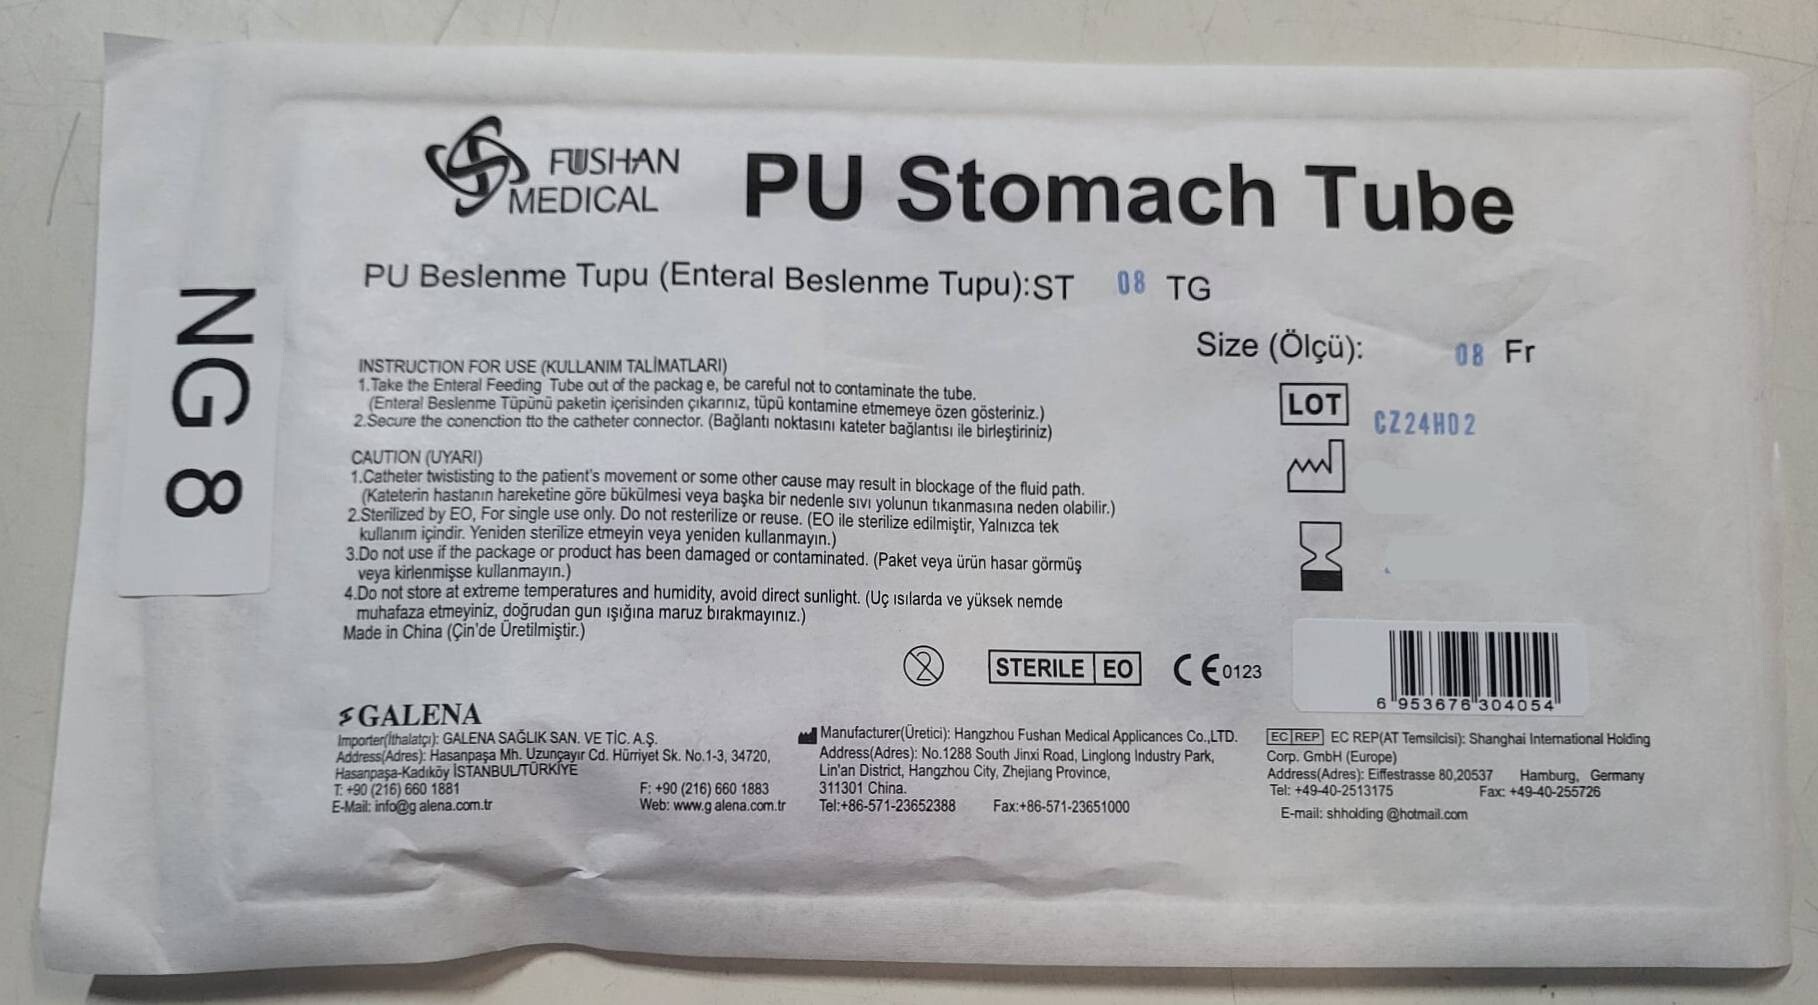 FUSHAN
MEDICAL
PU Stomach Tube
PU Beslenme Tupu (Enteral Beslenme Tupu):ST 08 TG
NG 8
Size (Ölçü): 08 Fr
INSTRUCTION FOR USE (KULLANIM TALİMATLARI)
1.Take the Enteral Feeding Tube out of the packag e, be careful not to contaminate the tube.
(Enteral Beslenme Tüpünü paketin içerisinden çıkarınız, tüpü kontamine etmemeye özen gösteriniz.)
2.Secure the conenction tto the catheter connector. (Bağlantı noktasını kateter bağlantısı ile birleştiriniz)
LOT CZ24H02
CAUTION (UYARI)
1.Catheter twististing to the patient's movement or some other cause may result in blockage of the fluid path.
(Kateterin hastanın hareketine göre bükülmesi veya başka bir nedenle sıvı yolunun tıkanmasına neden olabilir.)
2.Sterilized by EO, For single use only. Do not resterilize or reuse. (EO ile sterilize edilmiştir, Yalnızca tek
kullanım içindir. Yeniden sterilize etmeyin veya yeniden kullanmayın.)
3.Do not use if the package or product has been damaged or contaminated. (Paket veya ürün hasar görmüş
veya kirlenmişse kullanmayın.)
4.Do not store at extreme temperatures and humidity, avoid direct sunlight. (Uç ısılarda ve yüksek nemde
muhafaza etmeyiniz, doğrudan gun ışığına maruz bırakmayınız.)
Made in China (Çin'de Üretilmiştir.)
2
STERILE EO
CE 0123
6 953676 304054
GALENA
Importer(İthalatçı): GALENA SAĞLIK SAN. VE TİC. A.Ş.
Address(Adres): Hasanpaşa Mh. Uzunçayır Cd. Hürriyet Sk. No.1-3, 34720,
Hasanpaşa-Kadıköy İSTANBUL/TÜRKİYE
T: +90 (216) 660 1881 F: +90 (216) 660 1883
E-Mail: info@g alena.com.tr Web: www.g alena.com.tr
Manufacturer(Üretici): Hangzhou Fushan Medical Applicances Co.,LTD.
Address(Adres): No.1288 South Jinxi Road, Linglong Industry Park,
Lin'an District, Hangzhou City, Zhejiang Province,
311301 China.
Tel:+86-571-23652388 Fax:+86-571-23651000
EC REP EC REP(AT Temsilcisi): Shanghai International Holding
Corp. GmbH (Europe)
Address(Adres): Eiffestrasse 80,20537 Hamburg, Germany
Tel: +49-40-2513175 Fax: +49-40-255726
E-mail: shholding @hotmail.com